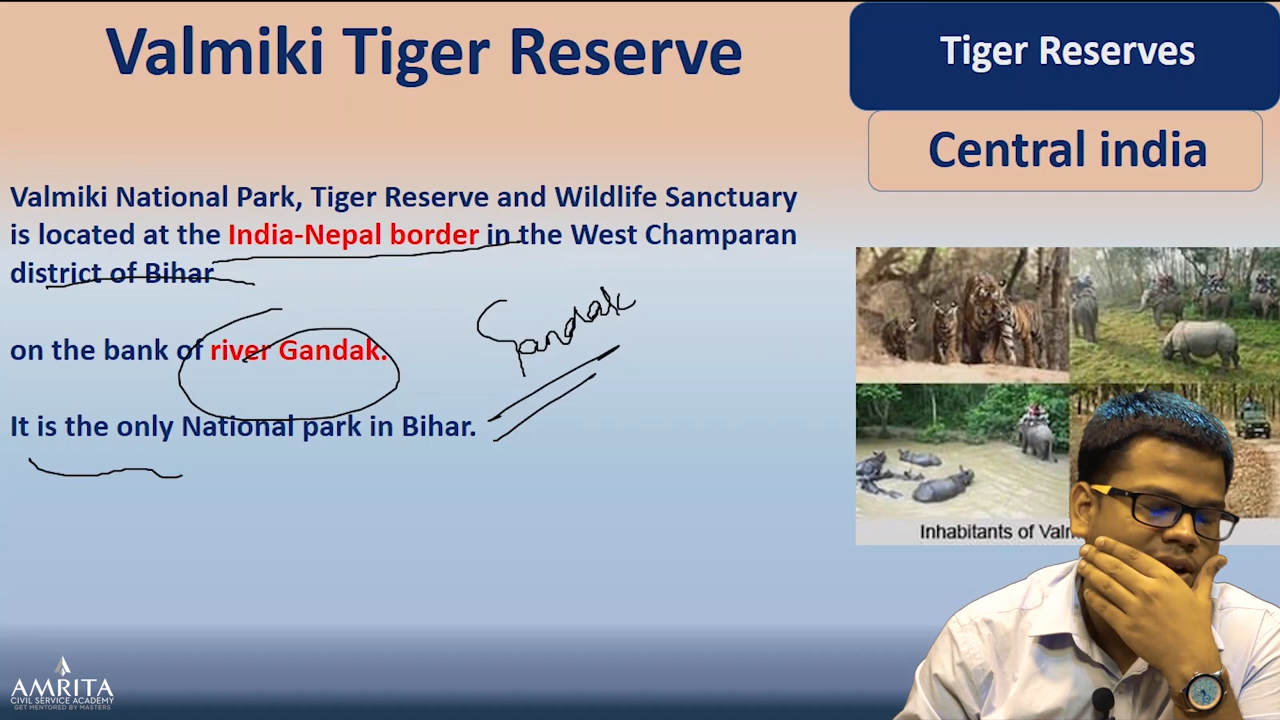 Valmiki Tiger Reserve
Tiger Reserves
Central india
Valmiki National Park, Tiger Reserve and Wildlife Sanctuary
is located at the India-Nepal border in the West Champaran
district of Bihar
on the bank of river Gandak.
Gandak
It is the only National park in Bihar.
Inhabitants of
AMRITA
CIVIL SERVICE ACADEMY
GET MENTORED BY MASTERS